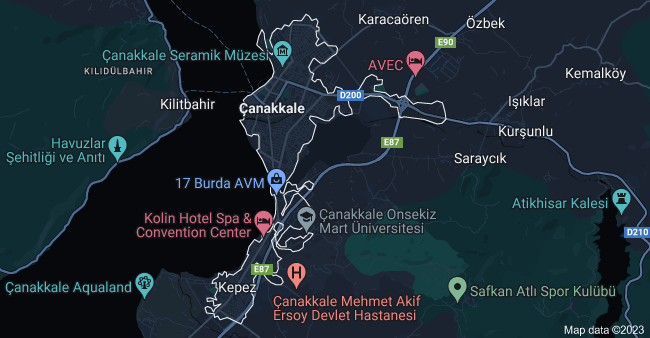 Karacaören
Özbek
E90
Çanakkale Seramik Müzesi
KILIDÜLBAHIR
AVEC
Kemalköy
Kilitbahir
Çanakkale
D200
Işıklar
Kurşunlu
Havuzlar
Şehitliği ve Anıtı
E87
Saraycık
17 Burda AVM
Atikhisar Kalesi
Kolin Hotel Spa &
Convention Center
Çanakkale Onsekiz
Mart Üniversitesi
D210
E87
Çanakkale Aqualand
Kepez
H
Çanakkale Mehmet Akif
Ersoy Devlet Hastanesi
Safkan Atlı Spor Kulübü
Map data ©2023